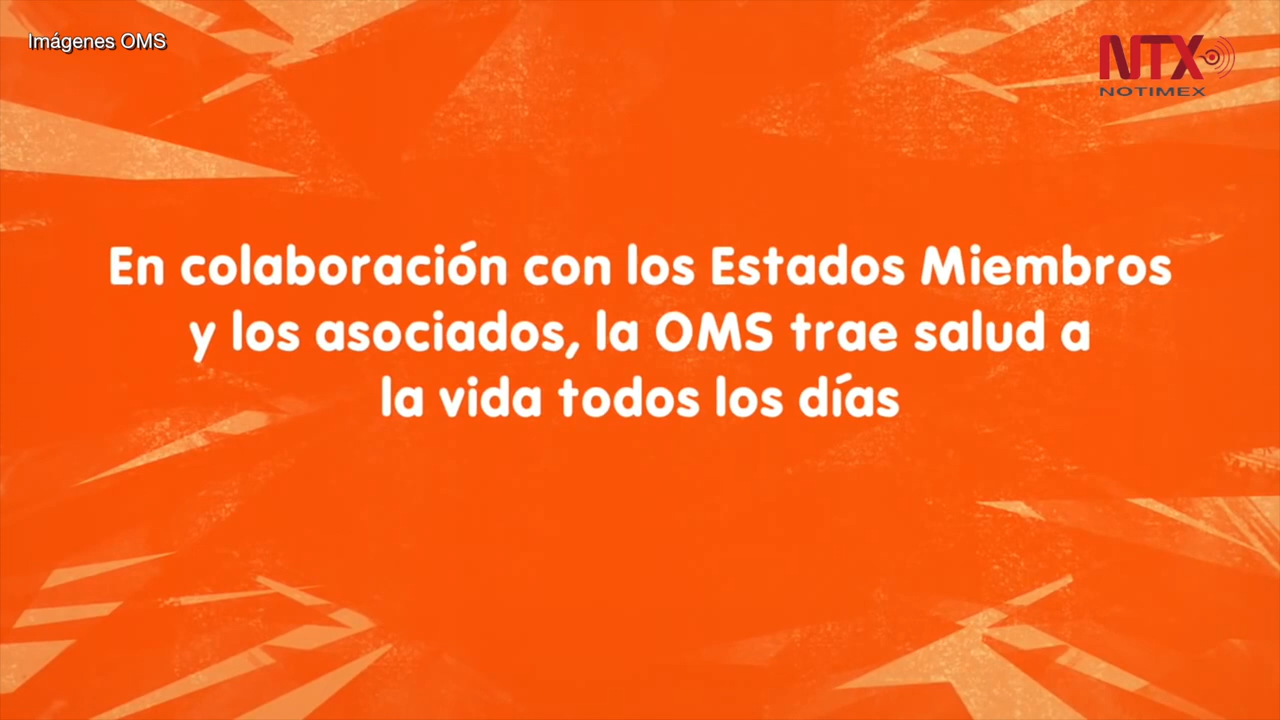 Imágenes OMS
NTX
NOTIMEX
En colaboración con los Estados Miembros
y los asociados, la OMS trae salud a
la vida todos los días